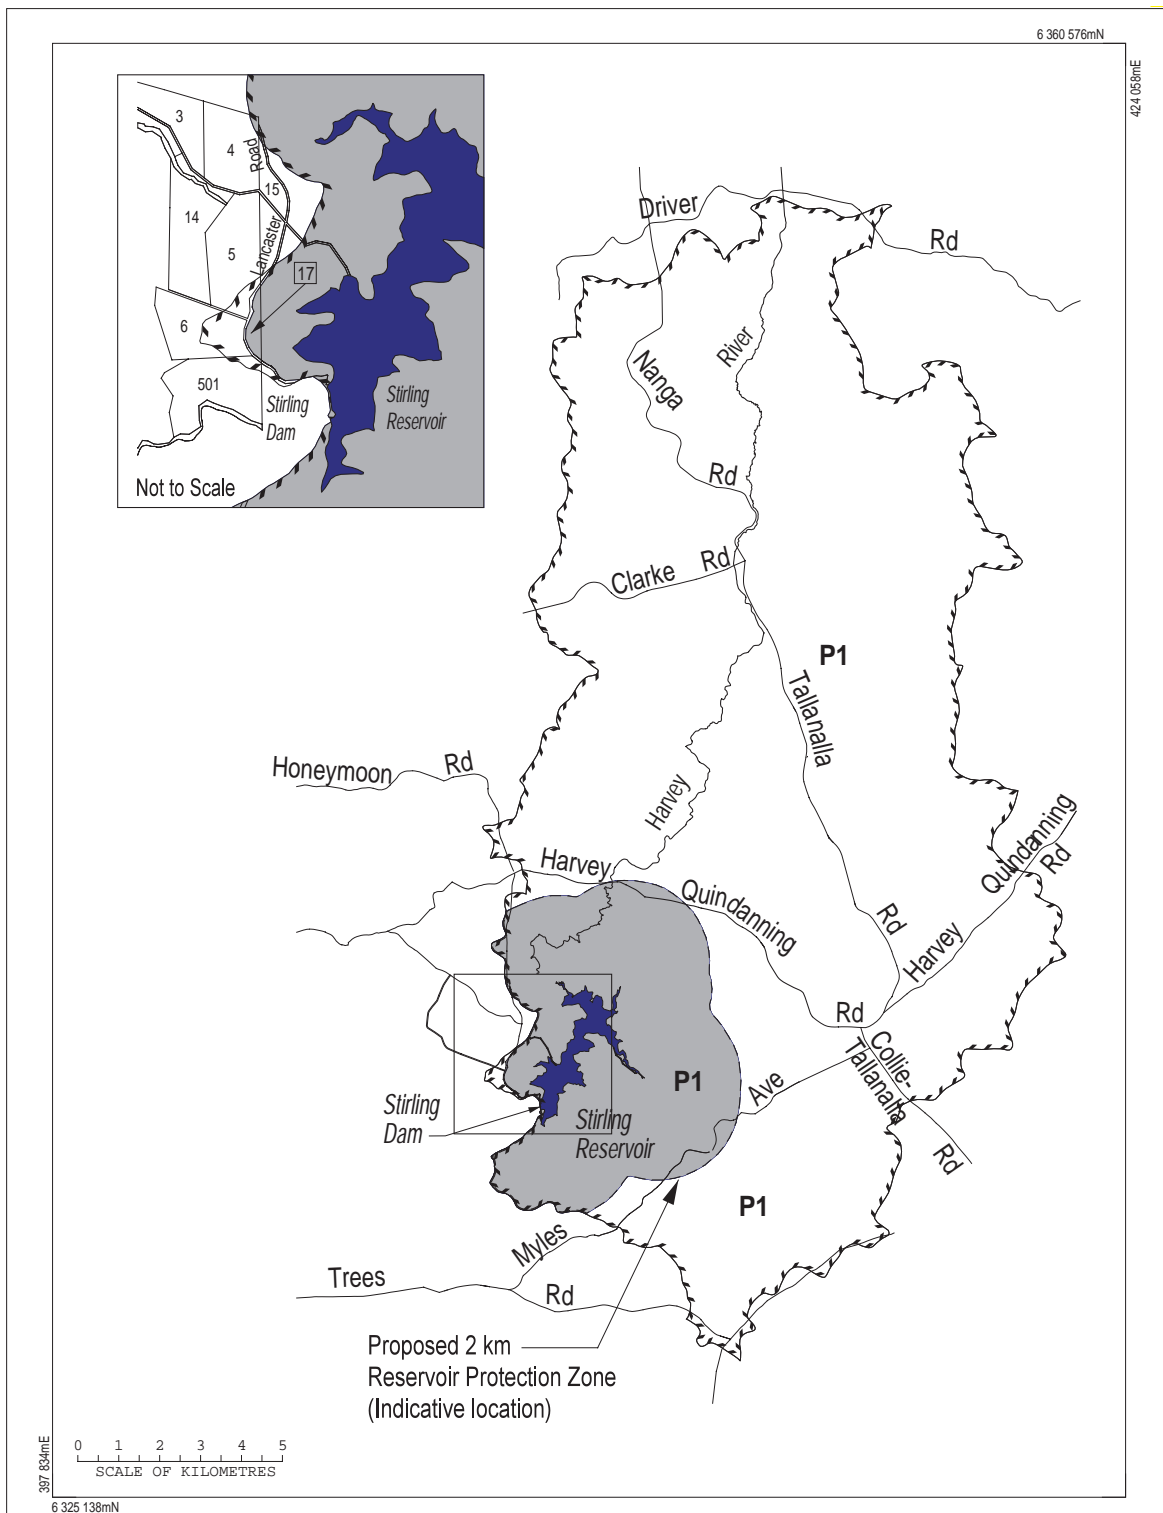 6 360 576mN
424 058mE
3
4
Road
15
14
5
Lancaster
17
6
501
Stirling
Dam
Stirling
Reservoir
Not to Scale
Driver
Rd
River
Nanga
Rd
Clarke Rd
P1
Tallanalla
Honeymoon Rd
Harvey
Quindanning
Harvey
Rd
Quindanning
Rd
Harvey
Rd
Collie-
Tallanalla
P1
Ave
Stirling
Dam
Stirling
Reservoir
Rd
P1
Myles
Trees
Rd
Proposed 2 km
Reservoir Protection Zone
(Indicative location)
0 1 2 3 4 5
SCALE OF KILOMETRES
397 834mE
6 325 138mN